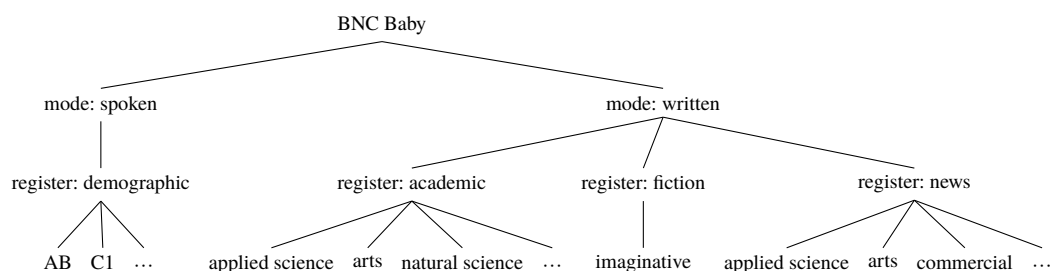 BNC Baby
mode: spoken mode: written
register: demographic register: academic register: fiction register: news
AB C1 … applied science arts natural science … imaginative applied science arts commercial …